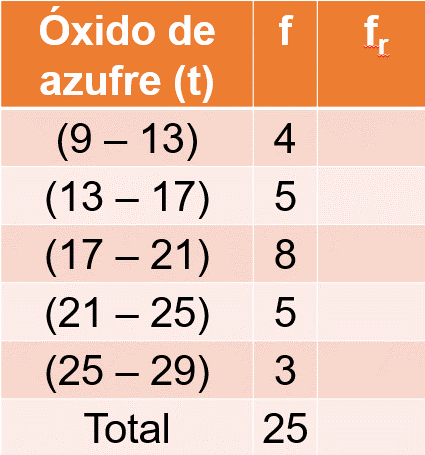 Óxido de azufre (t) f fr
(9 – 13) 4
(13 – 17) 5
(17 – 21) 8
(21 – 25) 5
(25 – 29) 3
Total 25